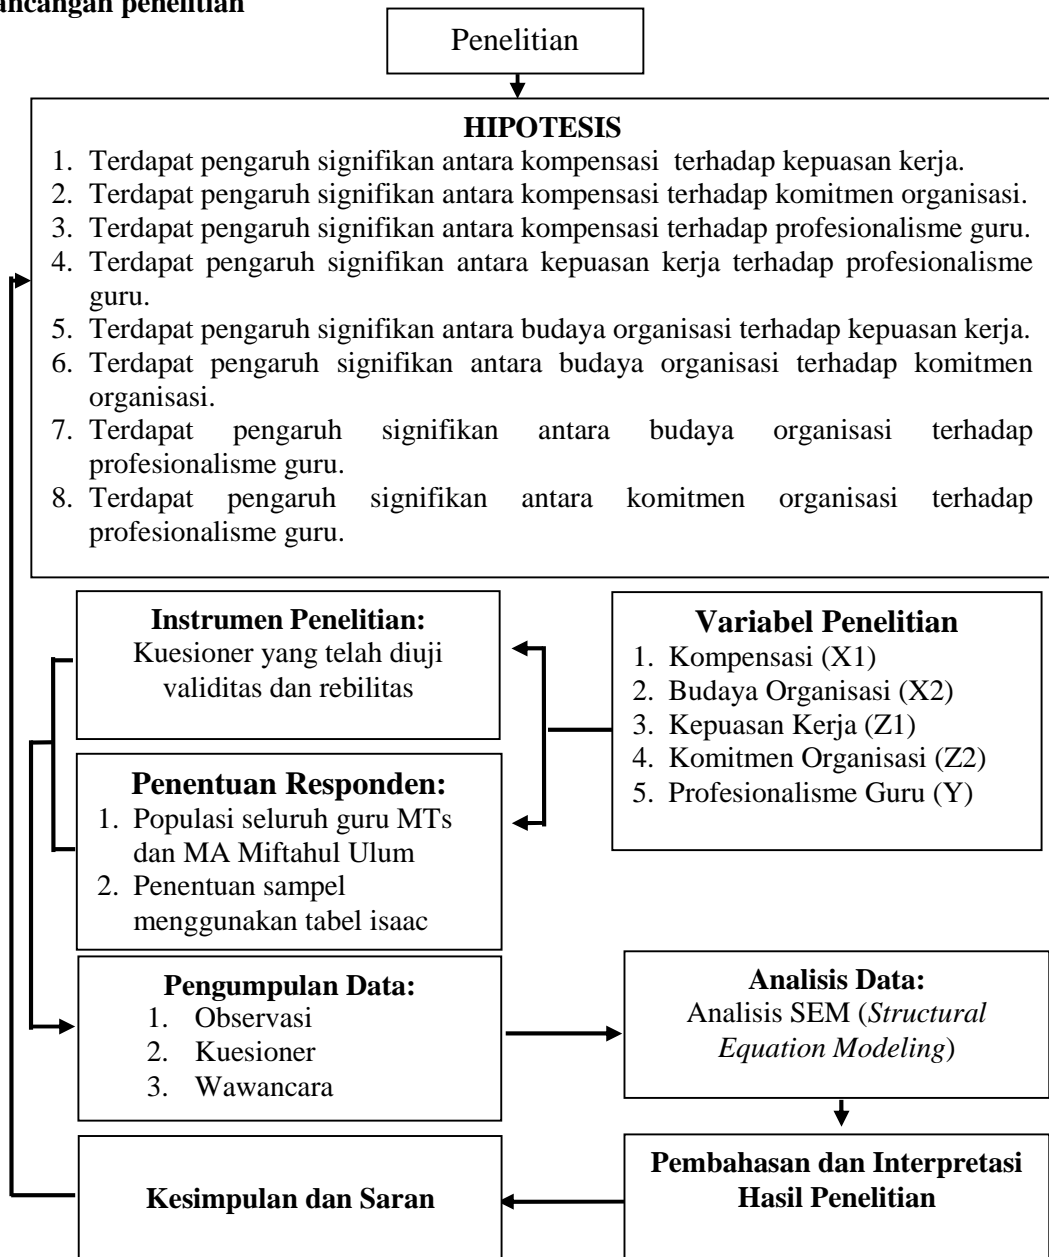 ancangan penelitian
Penelitian
HIPOTESIS
1. Terdapat pengaruh signifikan antara kompensasi terhadap kepuasan kerja.
2. Terdapat pengaruh signifikan antara kompensasi terhadap komitmen organisasi.
3. Terdapat pengaruh signifikan antara kompensasi terhadap profesionalisme guru.
4. Terdapat pengaruh signifikan antara kepuasan kerja terhadap profesionalisme
guru.
5. Terdapat pengaruh signifikan antara budaya organisasi terhadap kepuasan kerja.
6. Terdapat pengaruh signifikan antara budaya organisasi terhadap komitmen
organisasi.
7. Terdapat pengaruh signifikan antara budaya organisasi terhadap
profesionalisme guru.
8. Terdapat pengaruh signifikan antara komitmen organisasi terhadap
profesionalisme guru.
Instrumen Penelitian:
Kuesioner yang telah diuji
validitas dan rebilitas
Variabel Penelitian
1. Kompensasi (X1)
2. Budaya Organisasi (X2)
3. Kepuasan Kerja (Z1)
4. Komitmen Organisasi (Z2)
5. Profesionalisme Guru (Y)
Penentuan Responden:
1. Populasi seluruh guru MTs
dan MA Miftahul Ulum
2. Penentuan sampel
menggunakan tabel isaac
Pengumpulan Data:
1. Observasi
2. Kuesioner
3. Wawancara
Analisis Data:
Analisis SEM (Structural
Equation Modeling)
Pembahasan dan Interpretasi
Hasil Penelitian
Kesimpulan dan Saran